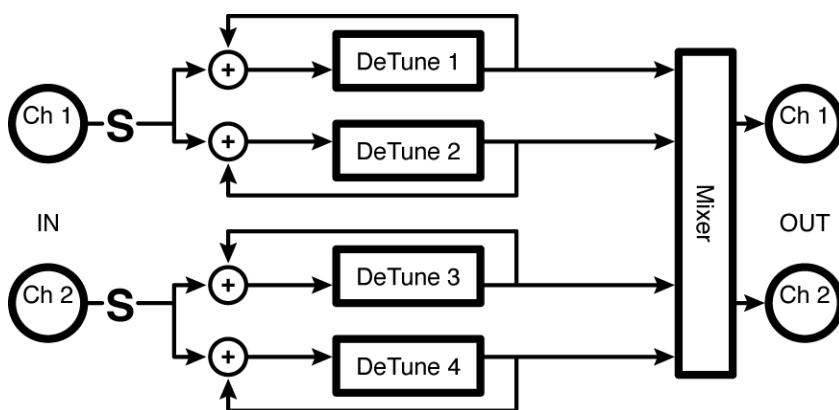 DeTune 1
Ch 1
S
DeTune 2
Ch 1
IN
Mixer
OUT
DeTune 3
Ch 2
S
DeTune 4
Ch 2
+
+
+
+